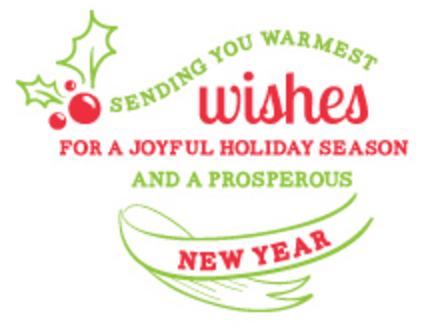 SENDING YOU WARMEST
wishes
FOR A JOYFUL HOLIDAY SEASON
AND A PROSPEROUS
NEW YEAR